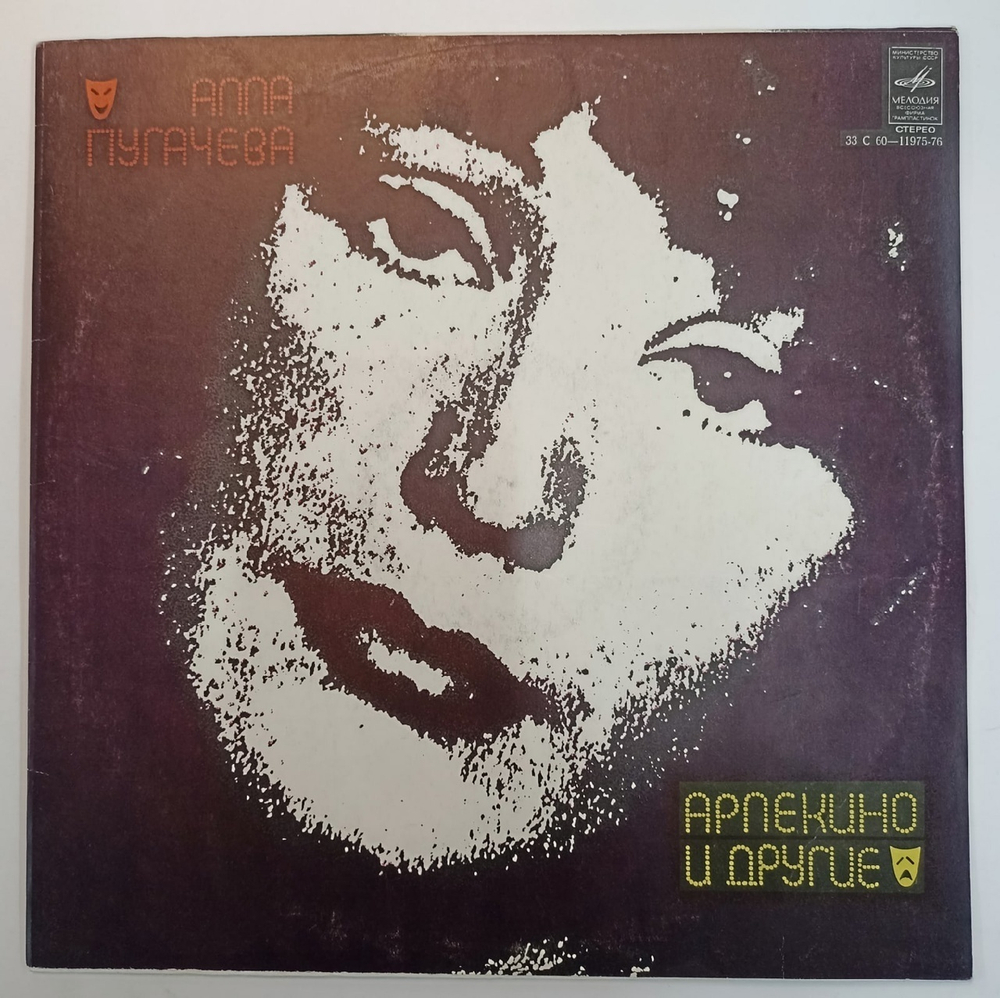 АЛЛА
ПУГАЧЕВА
МИНИСТЕРСТВО
КУЛЬТУРЫ СССР
МЕЛОДИЯ
ВСЕСОЮЗНАЯ
ФИРМА
ГРАМПЛАСТИНОК
СТЕРЕО
33 С 60—11975-76
АРЛЕКИНО
И ДРУГИЕ